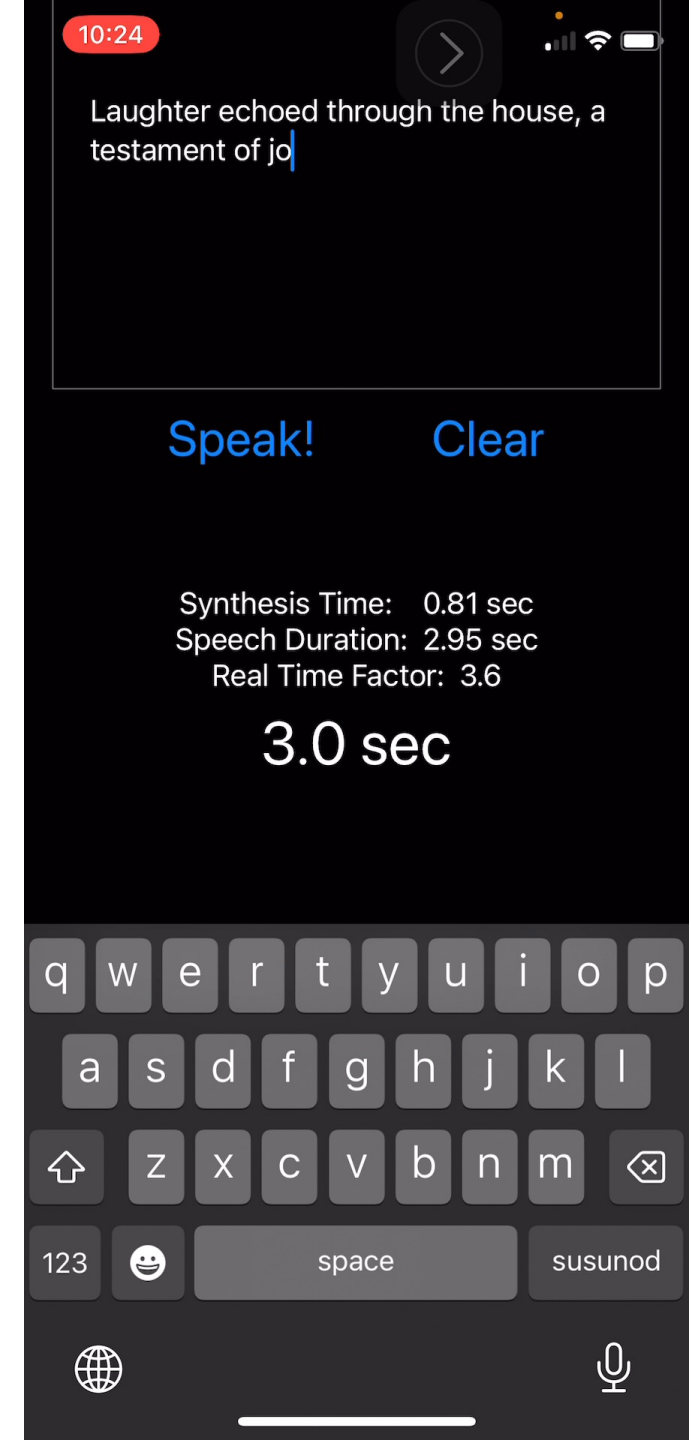 10:24
Laughter echoed through the house, a
testament of jo
Speak! Clear
Synthesis Time: 0.81 sec
Speech Duration: 2.95 sec
Real Time Factor: 3.6
3.0 sec
q w e r t y u i o p
a s d f g h j k l
z x c v b n m
123 space susunod